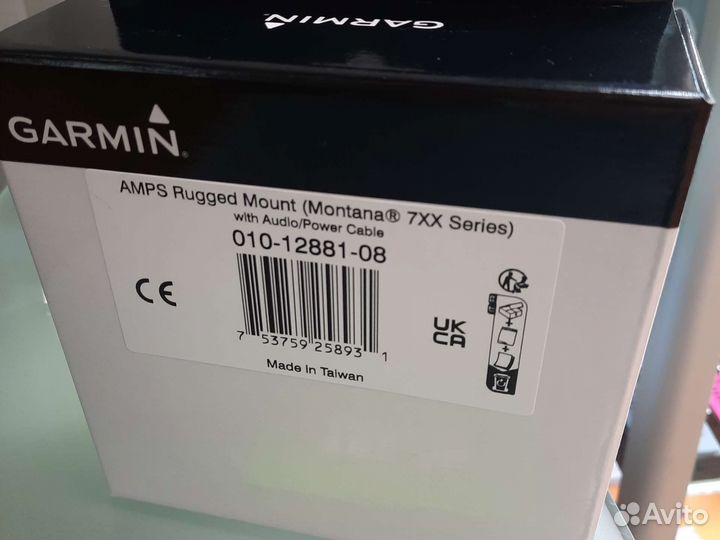 GARMIN
GARMIN®
AMPS Rugged Mount (Montana® 7XX Series)
with Audio/Power Cable
010-12881-08
CE
7 53759 25893 1
UK
CA
Made in Taiwan
Avito